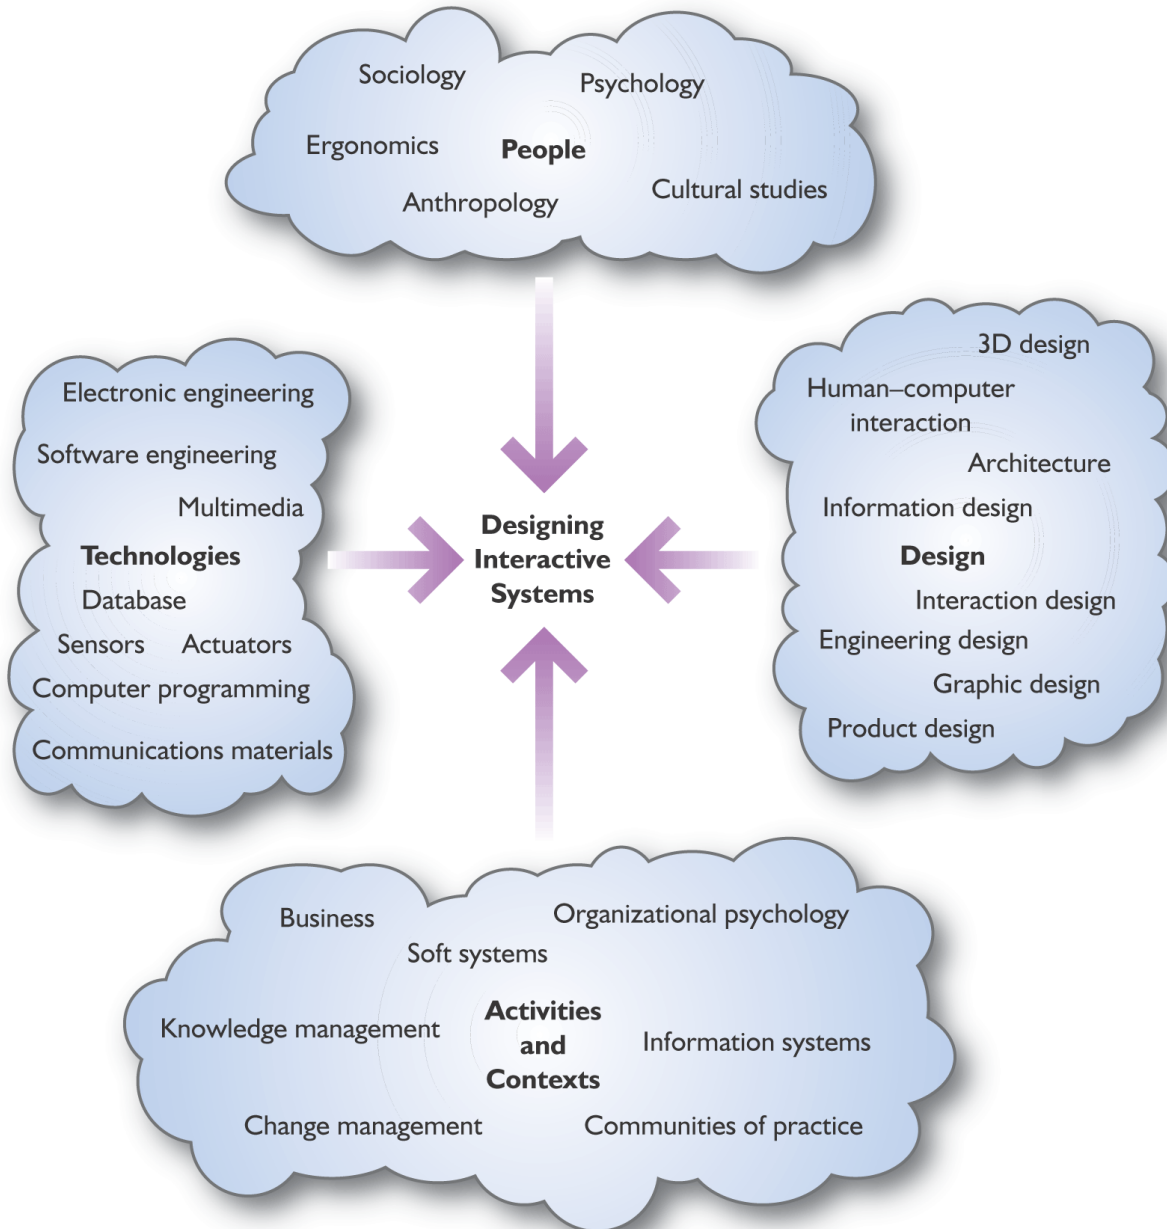 Sociology
Psychology
Ergonomics
People
Anthropology
Cultural studies
Electronic engineering
Software engineering
Multimedia
Technologies
Database
Sensors
Actuators
Computer programming
Communications materials
Designing
Interactive
Systems
3D design
Human–computer
interaction
Architecture
Information design
Design
Interaction design
Engineering design
Graphic design
Product design
Business
Organizational psychology
Soft systems
Activities
and
Contexts
Knowledge management
Information systems
Change management
Communities of practice